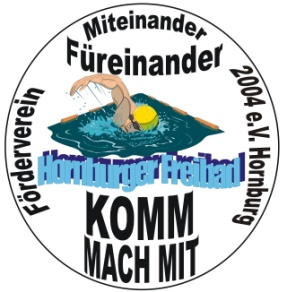 Förderverein Miteinander 2004 e.V. Hornburg
Füreinander
Hornburger Freibad
KOMM
MACH MIT